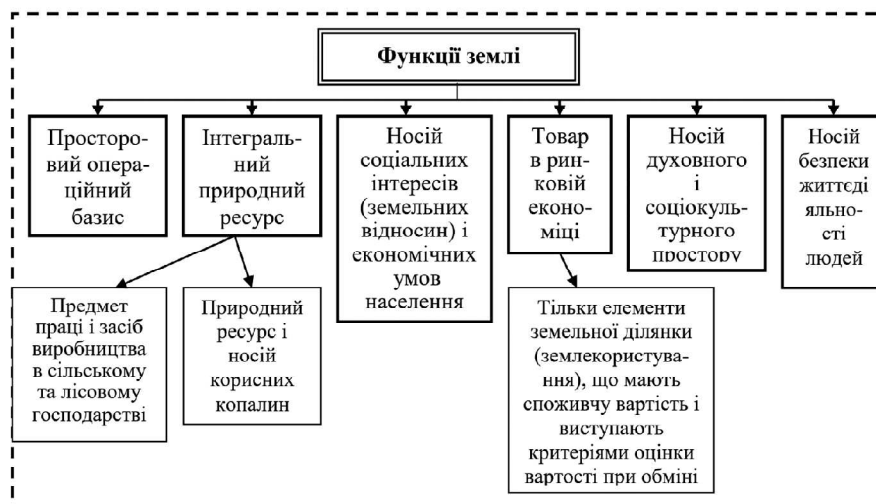 Функції землі
Просторо-
вий опера-
ційний
базис
Інтеграль-
ний
природний
ресурс
Носій
соціальних
інтересів
(земельних
відносин) і
економічних
умов
населення
Товар
в рин-
ковій
еконо-
міці
Носій
духовного
і
соціокуль-
турного
простору
Носій
безпеки
життєді
яльно-
сті
людей
Предмет
праці і засіб
виробництва
в сільському
та лісовому
господарстві
Природний
ресурс і
носій
корисних
копалин
Тільки елементи
земельної ділянки
(землекористува-
ння), що мають
споживчу вартість і
виступають
критеріями оцінки
вартості при обміні